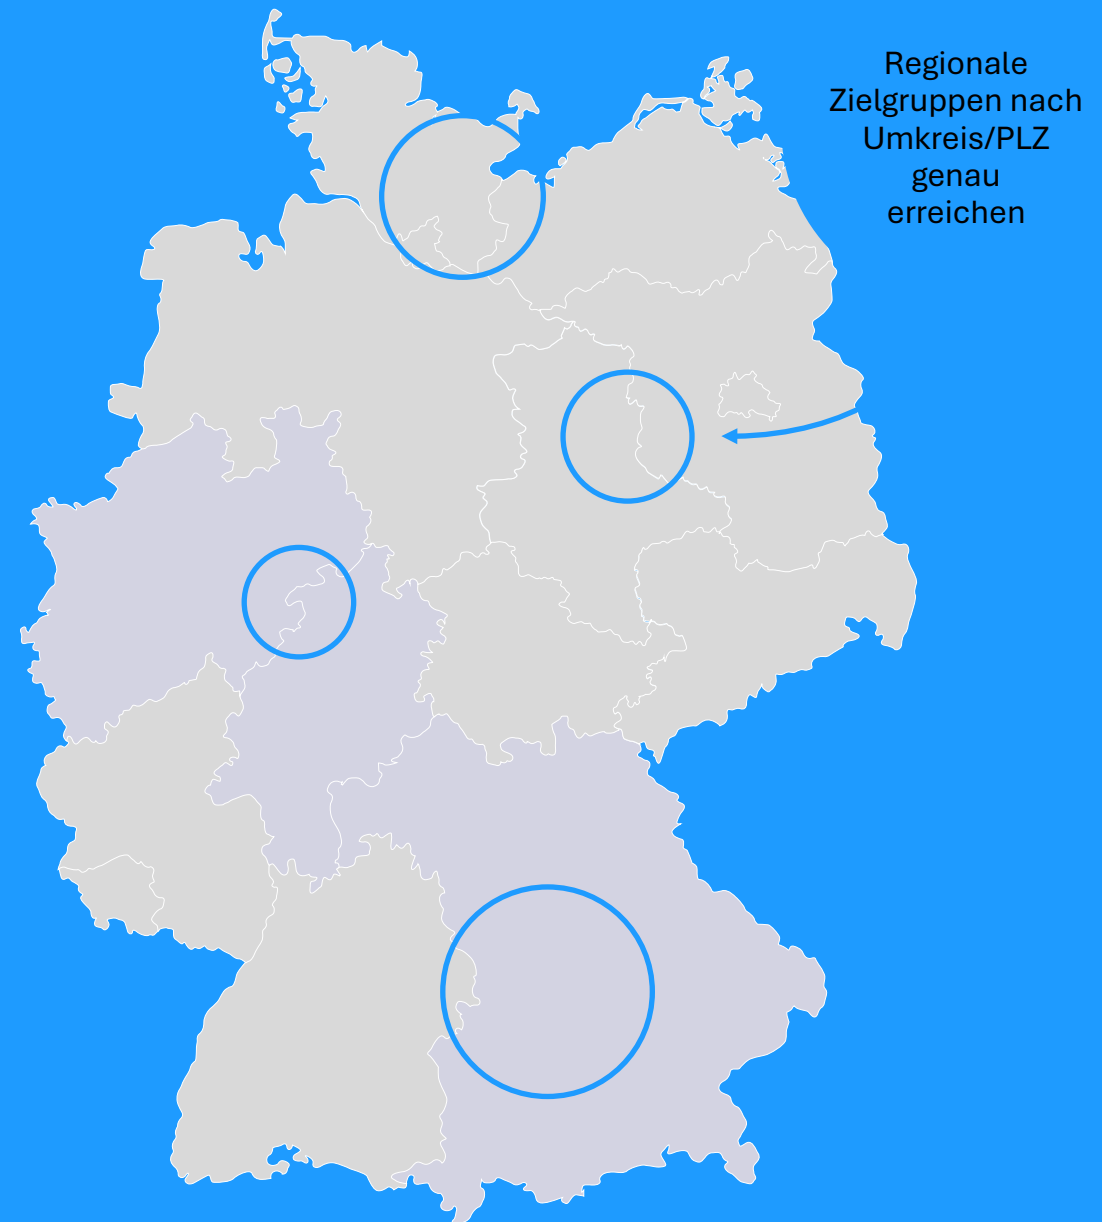 Regionale
Zielgruppen nach
Umkreis/PLZ
genau
erreichen